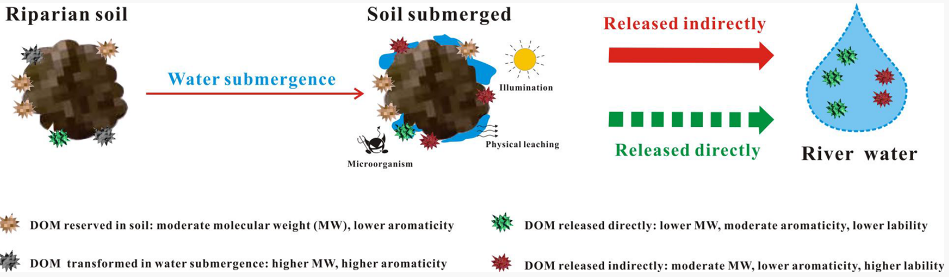 Riparian soil
Soil submerged
Released indirectly
Water submergence
Illumination
Physical leaching
Microorganism
Released directly
River water
DOM reserved in soil: moderate molecular weight (MW), lower aromaticity
DOM released directly: lower MW, moderate aromaticity, lower lability
DOM transformed in water submergence: higher MW, higher aromaticity
DOM released indirectly: moderate MW, lower aromaticity, higher lability